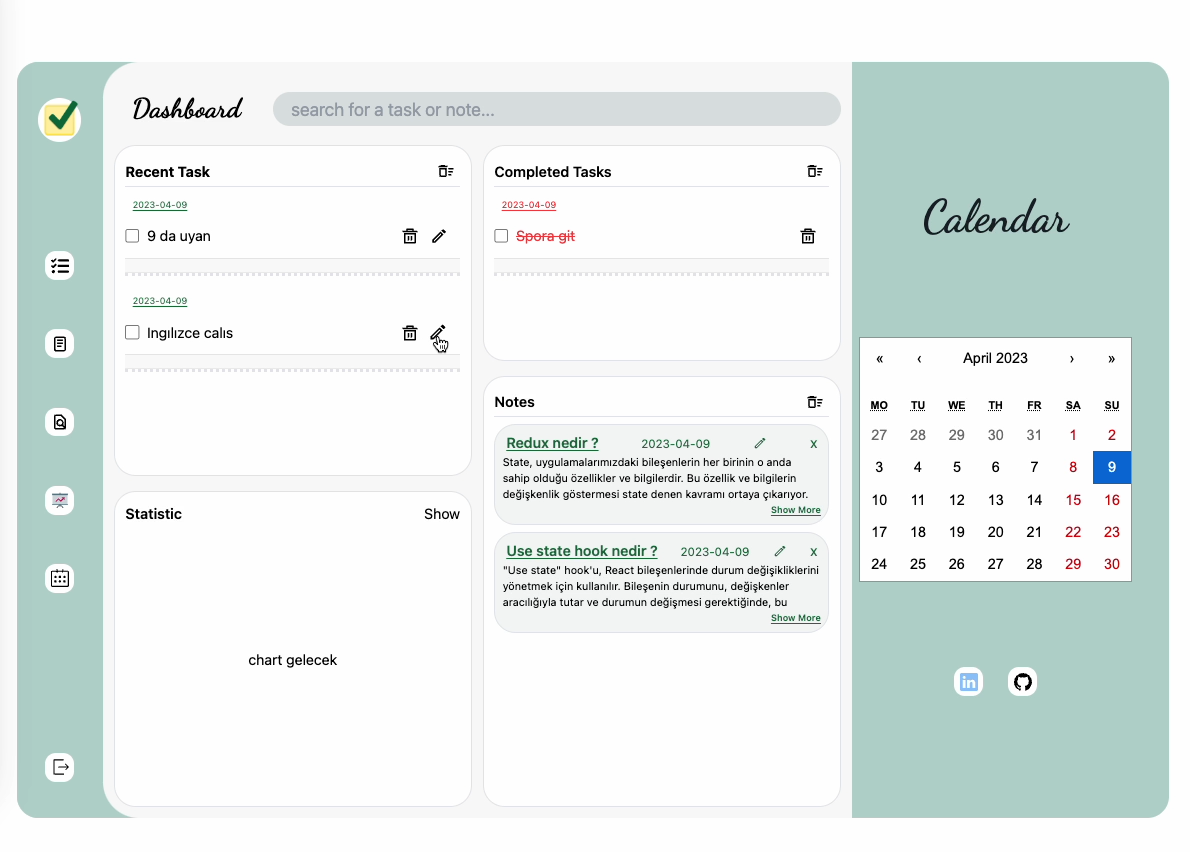 Dashboard
search for a task or note...
Recent Task
2023-04-09
9 da uyan
2023-04-09
Ingılızce calıs
Statistic
Show
chart gelecek
Completed Tasks
2023-04-09
Spora git
Notes
Redux nedir ?
2023-04-09
x
State, uygulamalarımızdaki bileşenlerin her birinin o anda
sahip olduğu özellikler ve bilgilerdir. Bu özellik ve bilgilerin
değişkenlik göstermesi state denen kavramı ortaya çıkarıyor.
Show More
Use state hook nedir ?
2023-04-09
x
"Use state" hook'u, React bileşenlerinde durum değişikliklerini
yönetmek için kullanılır. Bileşenin durumunu, değişkenler
aracılığıyla tutar ve durumun değişmesi gerektiğinde, bu
Show More
Calendar
« ‹ April 2023 › »
MO TU WE TH FR SA SU
27 28 29 30 31 1 2
3 4 5 6 7 8 9
10 11 12 13 14 15 16
17 18 19 20 21 22 23
24 25 26 27 28 29 30
in